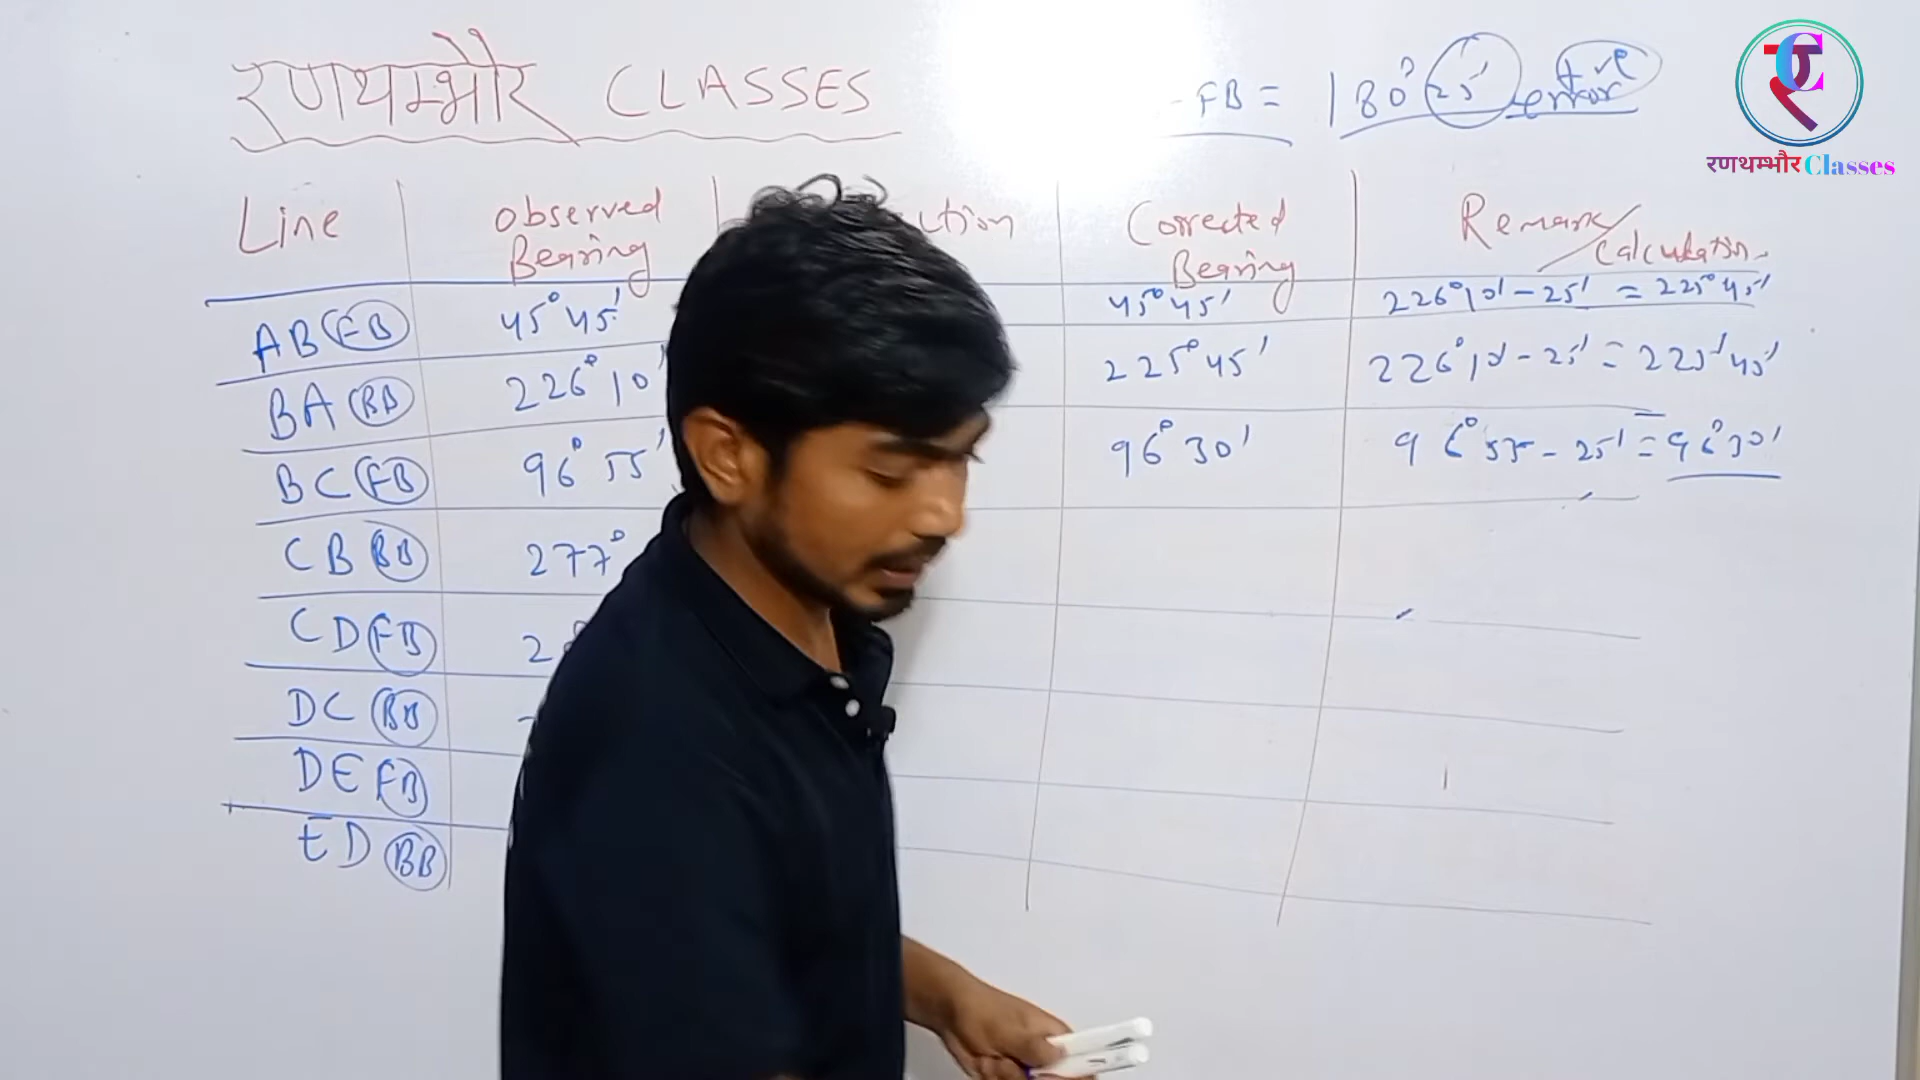 रणथम्भौर CLASSES
- FB = 180° 25' error +ve
रणथम्भौर Classes
Line Observed Bearing Corrected Bearing Remark/Calculation
AB FB 45° 45' 45° 45' 226° 10' - 25' = 225° 45'
BA BB 226° 10' 225° 45' 226° 10' - 25' = 225° 45'
BC FB 96° 55' 96° 30' 96° 55 - 25' = 96° 30'
CB BB 277°
CD FB 2
DC BB
DE FB
ED BB